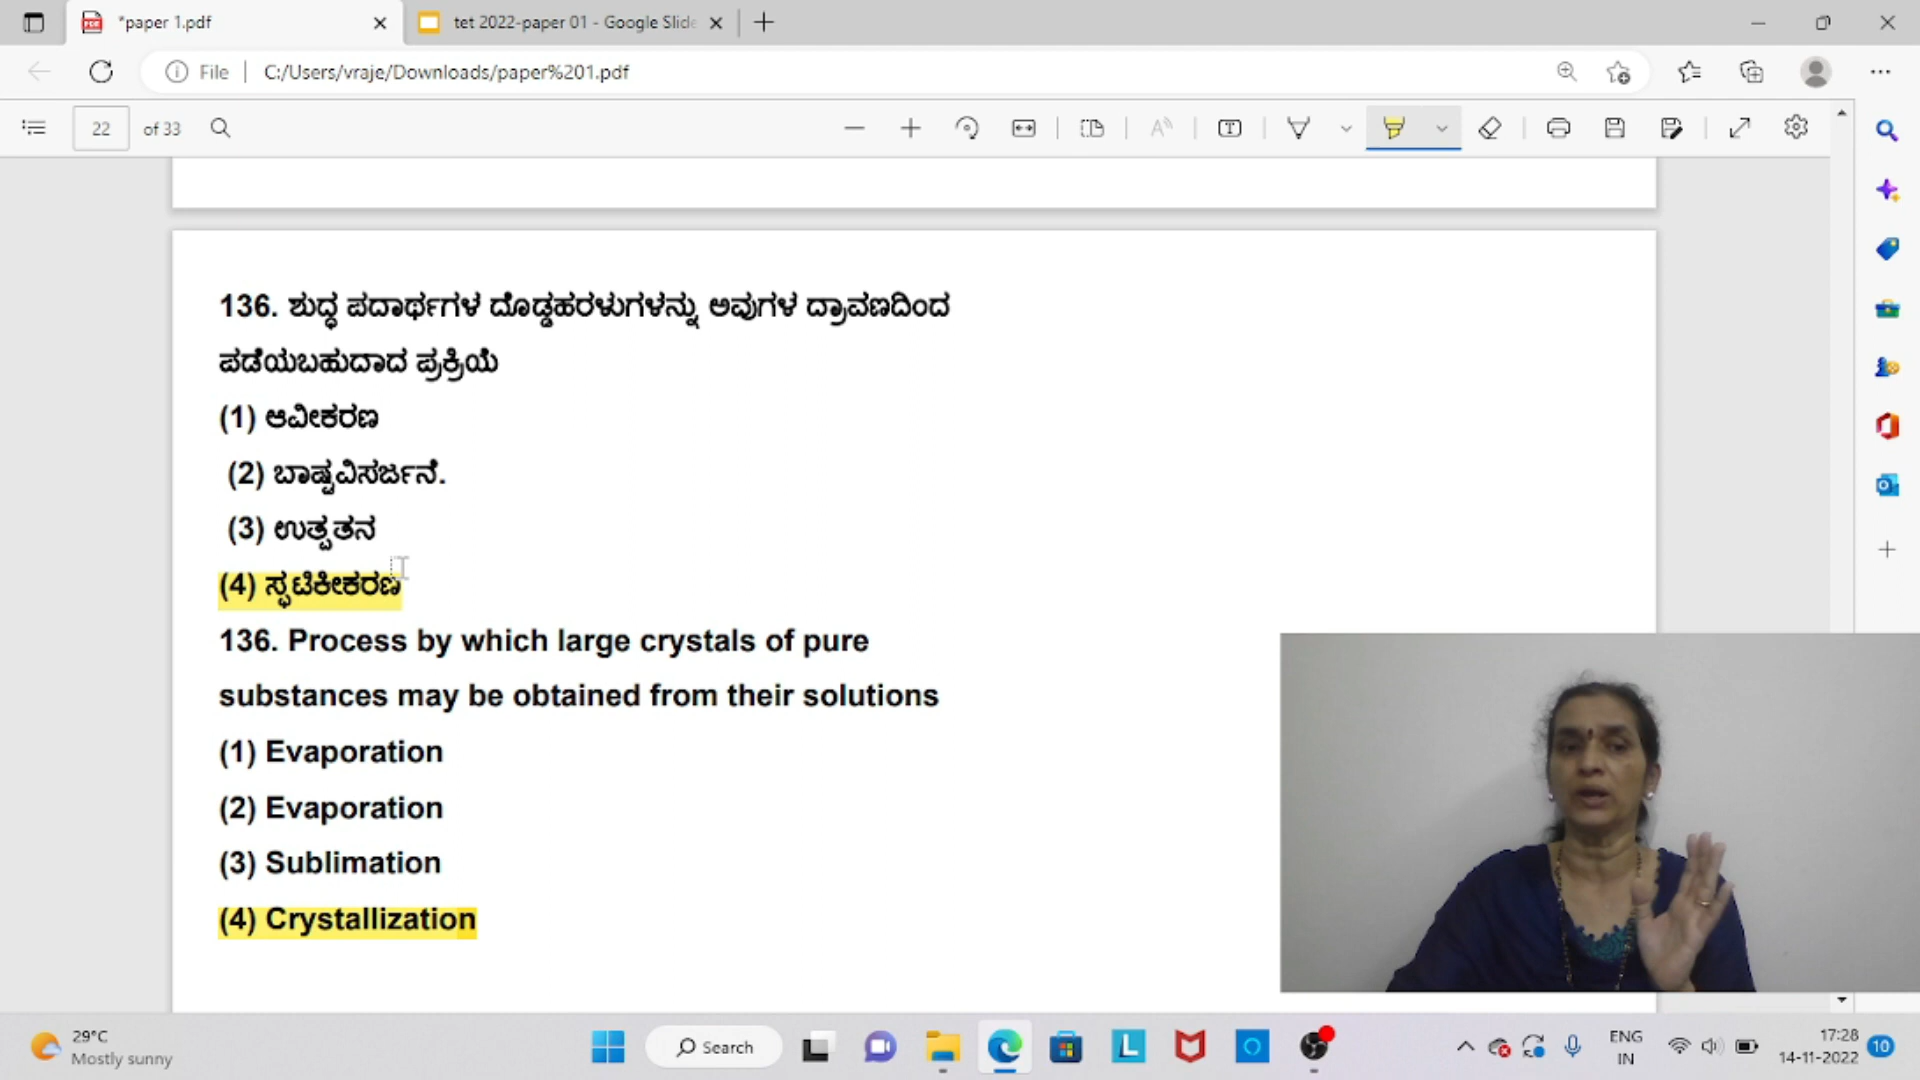 *paper 1.pdf
tet 2022-paper 01 - Google Slide
File
C:/Users/vraje/Downloads/paper%201.pdf
22 of 33
136. ಶುದ್ಧ ಪದಾರ್ಥಗಳ ದೊಡ್ಡಹರಳುಗಳನ್ನು ಅವುಗಳ ದ್ರಾವಣದಿಂದ
ಪಡೆಯಬಹುದಾದ ಪ್ರಕ್ರಿಯೆ
(1) ಆವೀಕರಣ
(2) ಬಾಷ್ಪವಿಸರ್ಜನೆ.
(3) ಉತ್ಪತನ
(4) ಸ್ಫಟಿಕೀಕರಣ
136. Process by which large crystals of pure
substances may be obtained from their solutions
(1) Evaporation
(2) Evaporation
(3) Sublimation
(4) Crystallization
29°C
Mostly sunny
Search
ENG
IN
17:28
14-11-2022
10